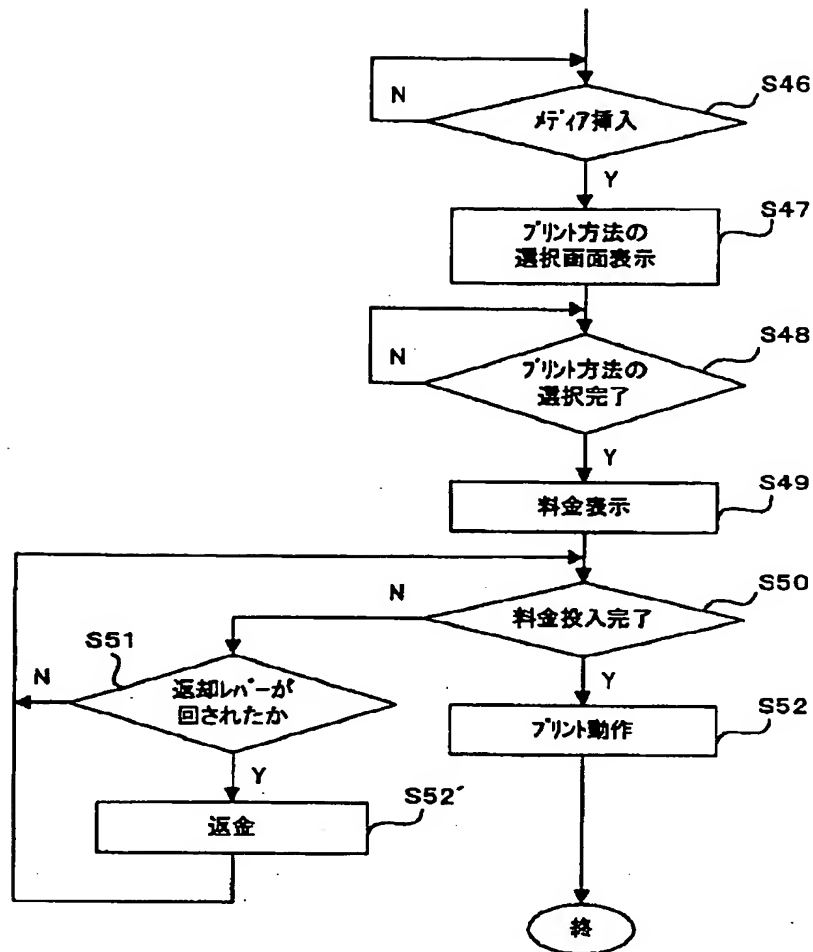 S46
N
メディア挿入
Y
S47
プリント方法の
選択画面表示
S48
N
プリント方法の
選択完了
Y
S49
料金表示
S50
N
料金投入完了
S51
N
返却レバーが
回されたか
Y
S52
プリント動作
Y
S52´
返金
終